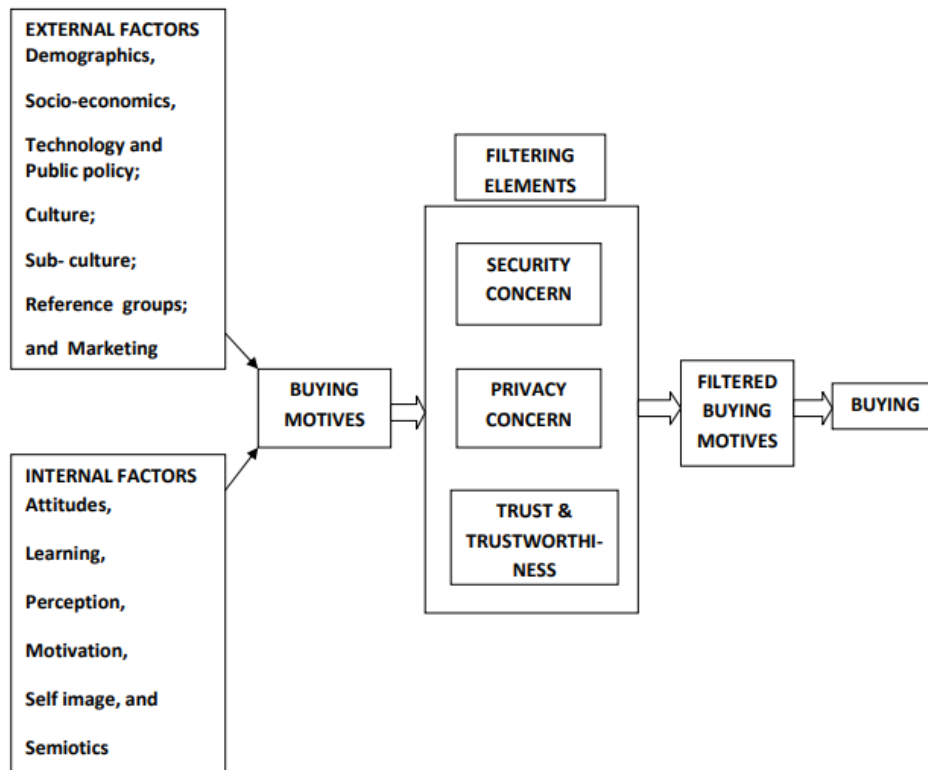 EXTERNAL FACTORS
Demographics,
Socio-economics,
Technology and
Public policy;
Culture;
Sub- culture;
Reference groups;
and Marketing
INTERNAL FACTORS
Attitudes,
Learning,
Perception,
Motivation,
Self image, and
Semiotics
BUYING
MOTIVES
FILTERING
ELEMENTS
SECURITY
CONCERN
PRIVACY
CONCERN
TRUST &
TRUSTWORTHI-
NESS
FILTERED
BUYING
MOTIVES
BUYING